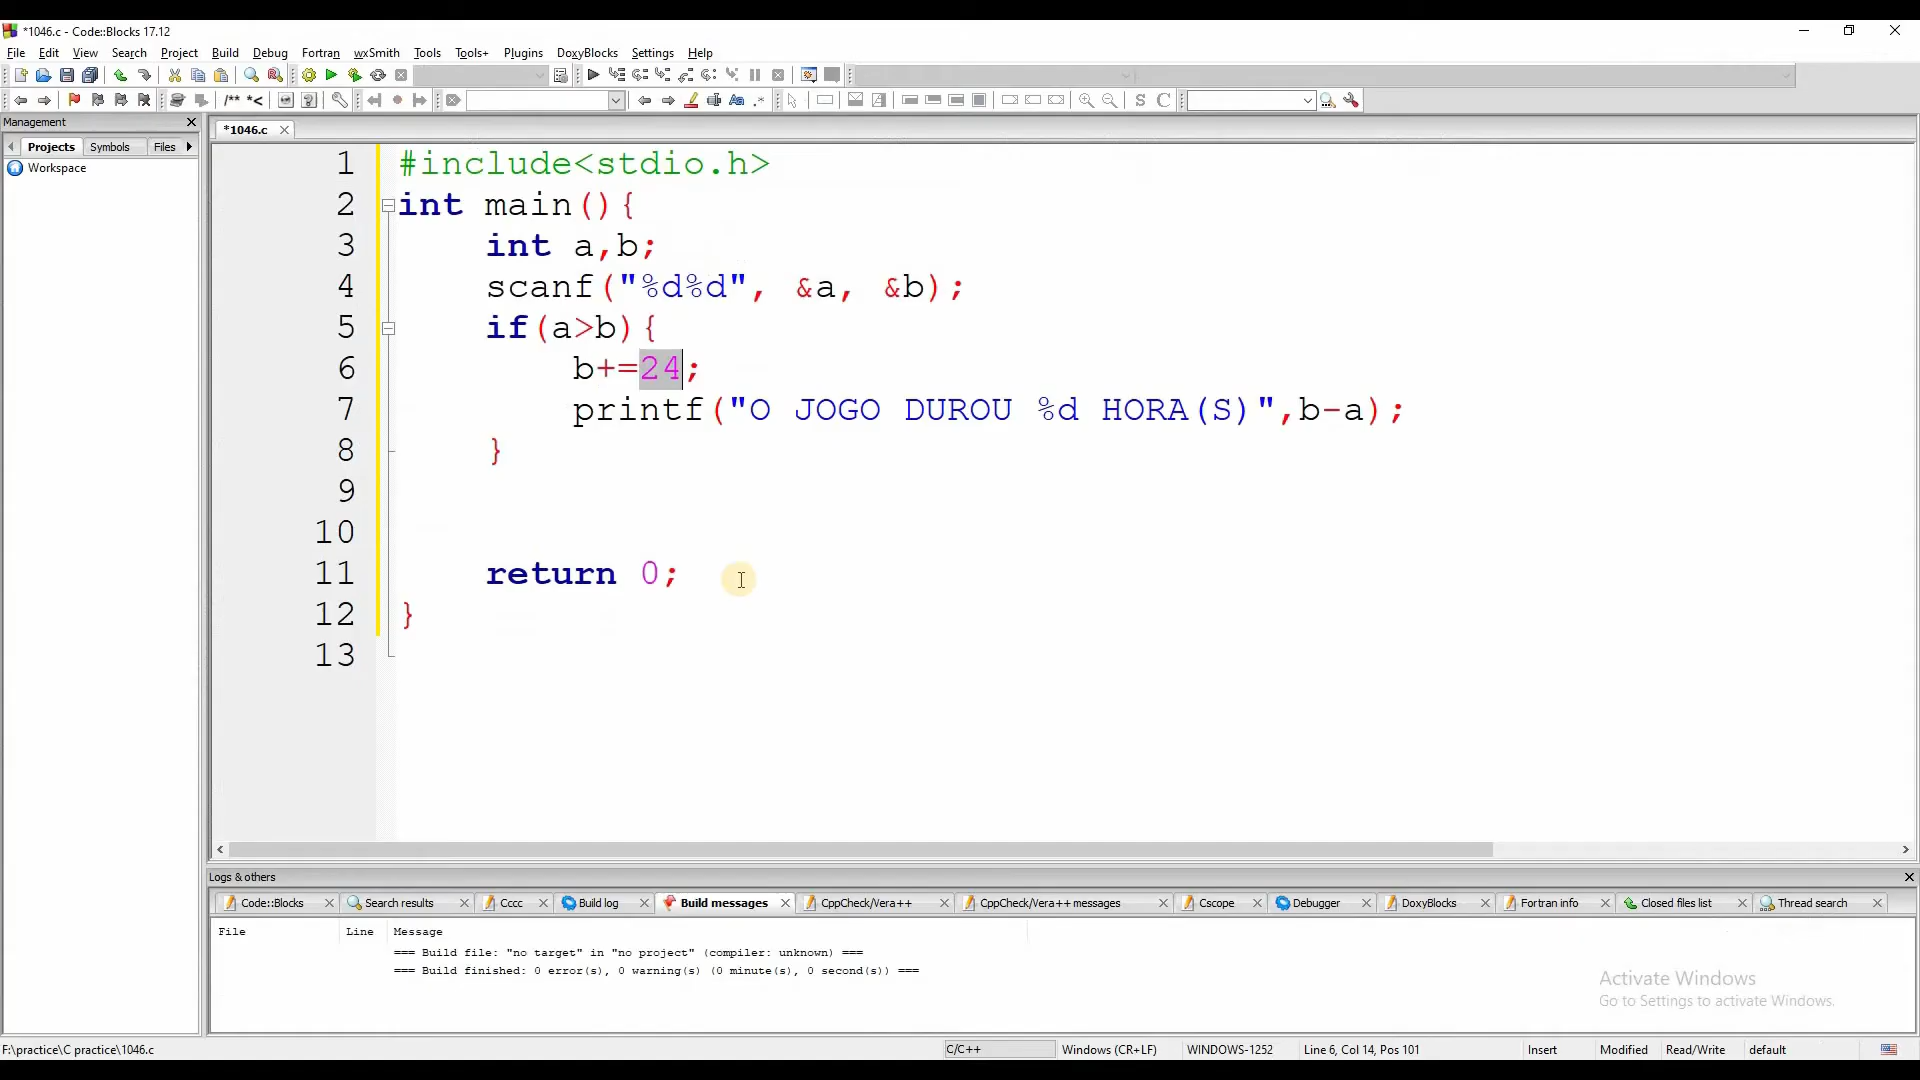 *1046.c - Code::Blocks 17.12
File Edit View Search Project Build Debug Fortran wxSmith Tools Tools+ Plugins DoxyBlocks Settings Help
/** *<
S C
Management
*1046.c
Projects Symbols Files
Workspace
1 #include<stdio.h>
2 int main(){
3 int a,b;
4 scanf("%d%d", &a, &b);
5 if(a>b){
6 b+=24;
7 printf("O JOGO DUROU %d HORA(S)",b-a);
8 }
9
10
11 return 0;
12 }
13
Logs & others
Code::Blocks Search results Cccc Build log Build messages CppCheck/Vera++ CppCheck/Vera++ messages Cscope Debugger DoxyBlocks Fortran info Closed files list Thread search
File Line Message
=== Build file: "no target" in "no project" (compiler: unknown) ===
=== Build finished: 0 error(s), 0 warning(s) (0 minute(s), 0 second(s)) ===
Activate Windows
Go to Settings to activate Windows.
F:\practice\C practice\1046.c C/C++ Windows (CR+LF) WINDOWS-1252 Line 6, Col 14, Pos 101 Insert Modified Read/Write default